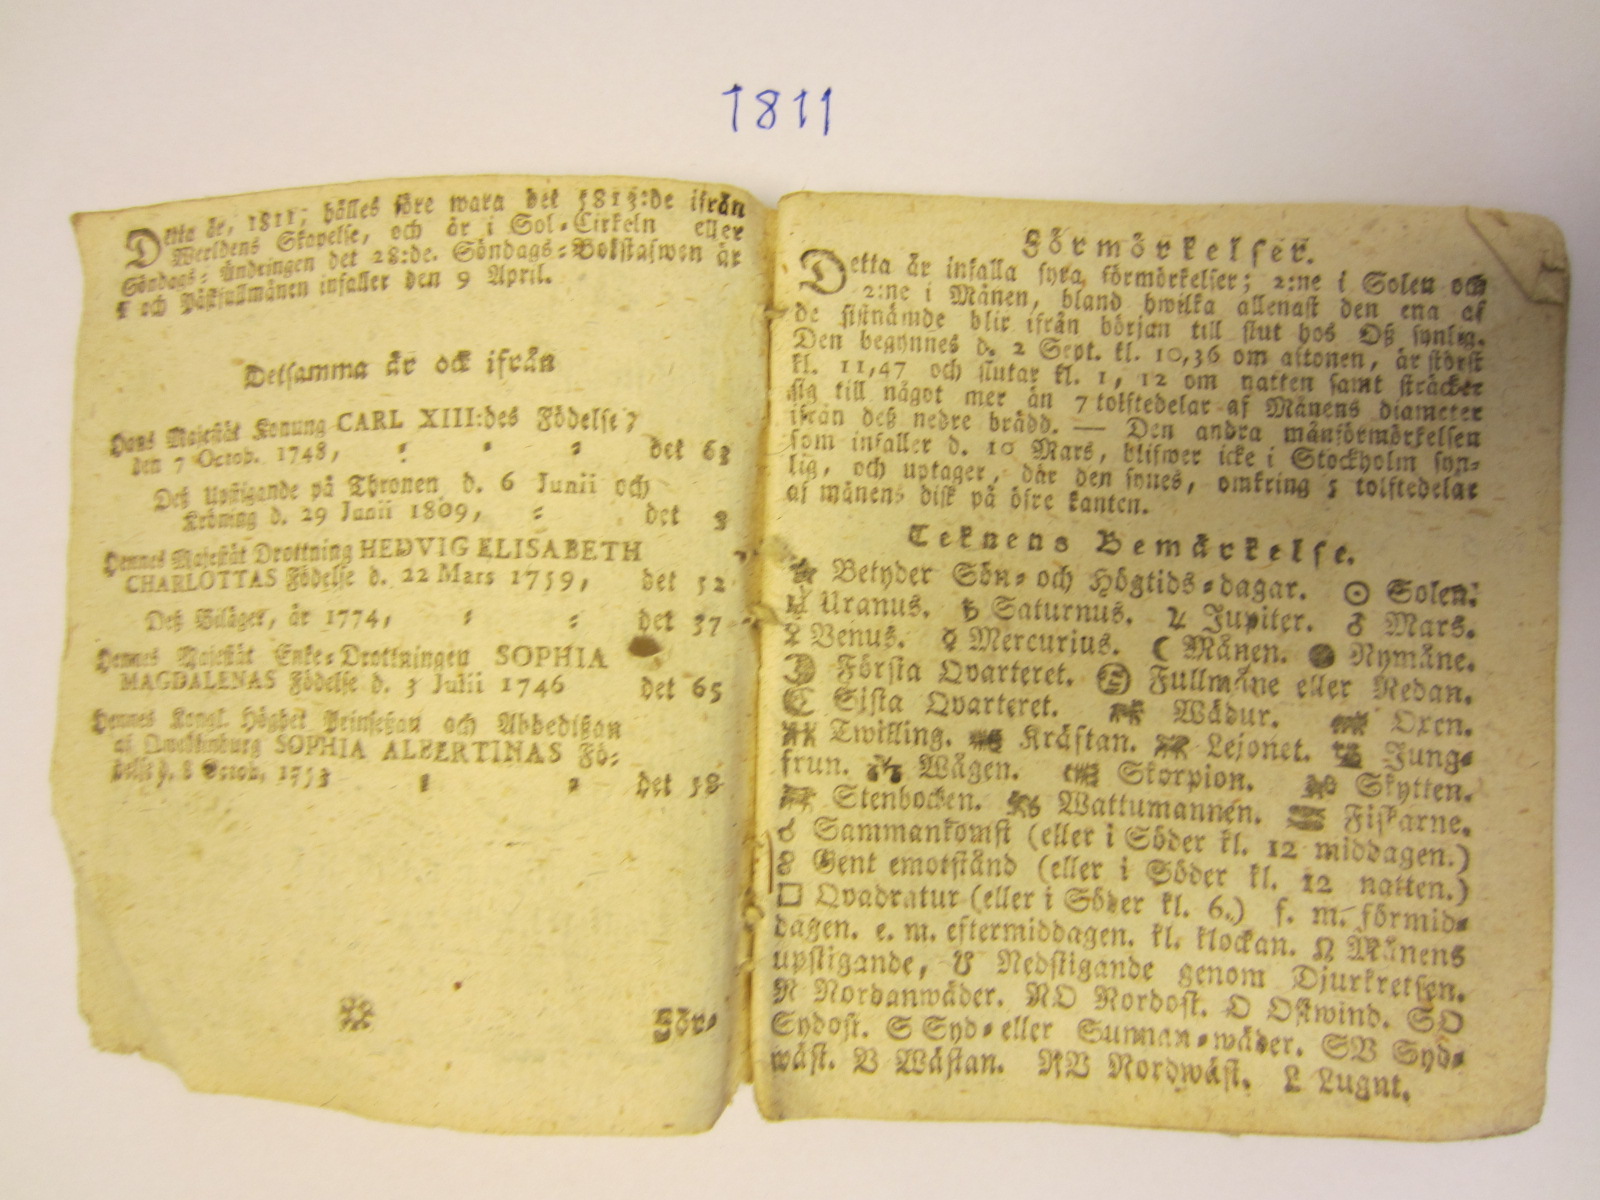 1811
Detta år, 1811, hålles före wara det 5813:de ifrån
Werldens Skapelse, och är i Sol-Cirkeln eller
Söndags-ändringen det 28:de. Söndags-Bokstafwen är
F och Påskfullmånen infaller den 9 April.
Detsamma är ock ifrån
Hans Majestät Konung CARL XIII:des Födelse
den 7 Octob. 1748, det 63
Deß Upstigande på Thronen d. 6 Junii och
Kröning d. 29 Junii 1809, det 3
Hennes Majestät Drottning HEDVIG ELISABETH
CHARLOTTAS Födelse d. 22 Mars 1759, det 52
Deß Biläger, år 1774, det 37
Hennes Majestät Enke-Drottningen SOPHIA
MAGDALENAS Födelse d. 3 Julii 1746 det 65
Hennes Kongl. Höghet Prinseßan och Abbedißan
af Qwedlinburg SOPHIA ALBERTINAS Fö-
delse d. 8 Octob. 1753 det 58
För-
Förmörkelser.
Detta år infalla fyra förmörkelser; 2:ne i Solen och
2:ne i Månen, bland hwilka allenast den ena af
de sistnämde blir ifrån början till slut hos Oß synlig.
Den begynnes d. 2 Sept. kl. 10,36 om aftonen, är störst
kl. 11,47 och slutar kl. 1, 12 om natten samt sträcker
sig till något mer än 7 tolftedelar af Månens diameter
ifrån deß nedre brädd. — Den andra månförmörkelsen
som infaller d. 10 Mars, blifwer icke i Stockholm syn-
lig, och uptager, där den synes, omkring 5 tolftedelar
af månens disk på öfre kanten.
Teknens Bemärkelse.
Betyder Sön- och Högtids-dagar. ☉ Solen.
♅ Uranus. ♄ Saturnus. ♃ Jupiter. ♂ Mars.
♀ Venus. ☿ Mercurius. ☾ Månen. ● Nymåne.
☽ Första Qvarteret. Fullmåne eller Nedan.
☾ Sista Qvarteret. Wädur. Oxen.
Twilling. Kräftan. Lejonet. Jung-
frun. Wågen. Skorpion. Skytten.
Stenbocken. Wattumannen. Fiskarne.
☌ Sammankomst (eller i Söder kl. 12 middagen.)
☍ Gent emotstånd (eller i Söder kl. 12 natten.)
□ Qvadratur (eller i Söder kl. 6.) f. m. förmid-
dagen. e. m. eftermiddagen. kl. klockan. ☊ Månens
upstigande, ☋ Nedstigande genom Djurkretsen.
N Nordanwäder. NO Nordost. O Ostwind. SO
Sydost. S Syd- eller Sunnan-wäder. SV Syd-
wäst. V Wästan. NV Nordwäst. L Lugnt.